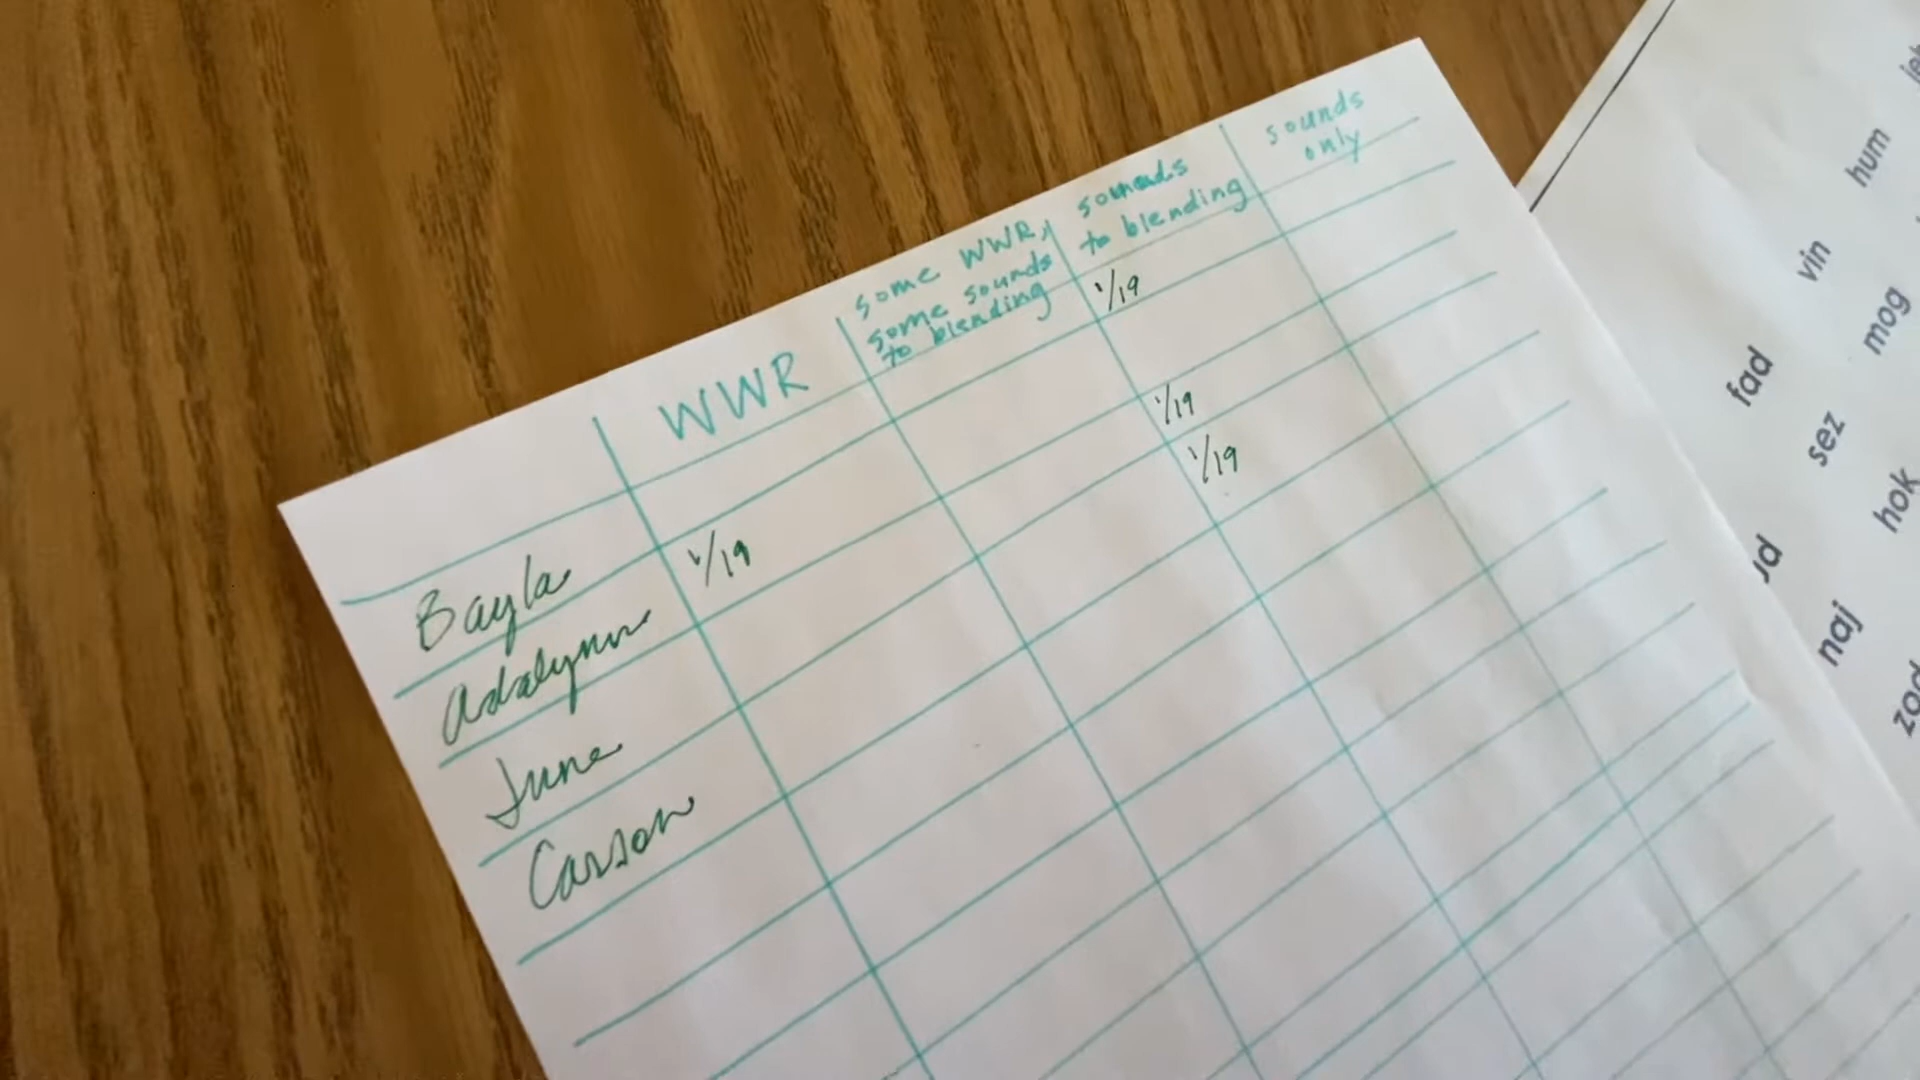 WWR
some WWR,
some sounds
to blending
sounds
to blending
sounds
only
Bayla 1/19
Adalynn 1/19
June 1/19
Carson 1/19
hum
vin
mog
fad
sez
hok
naj